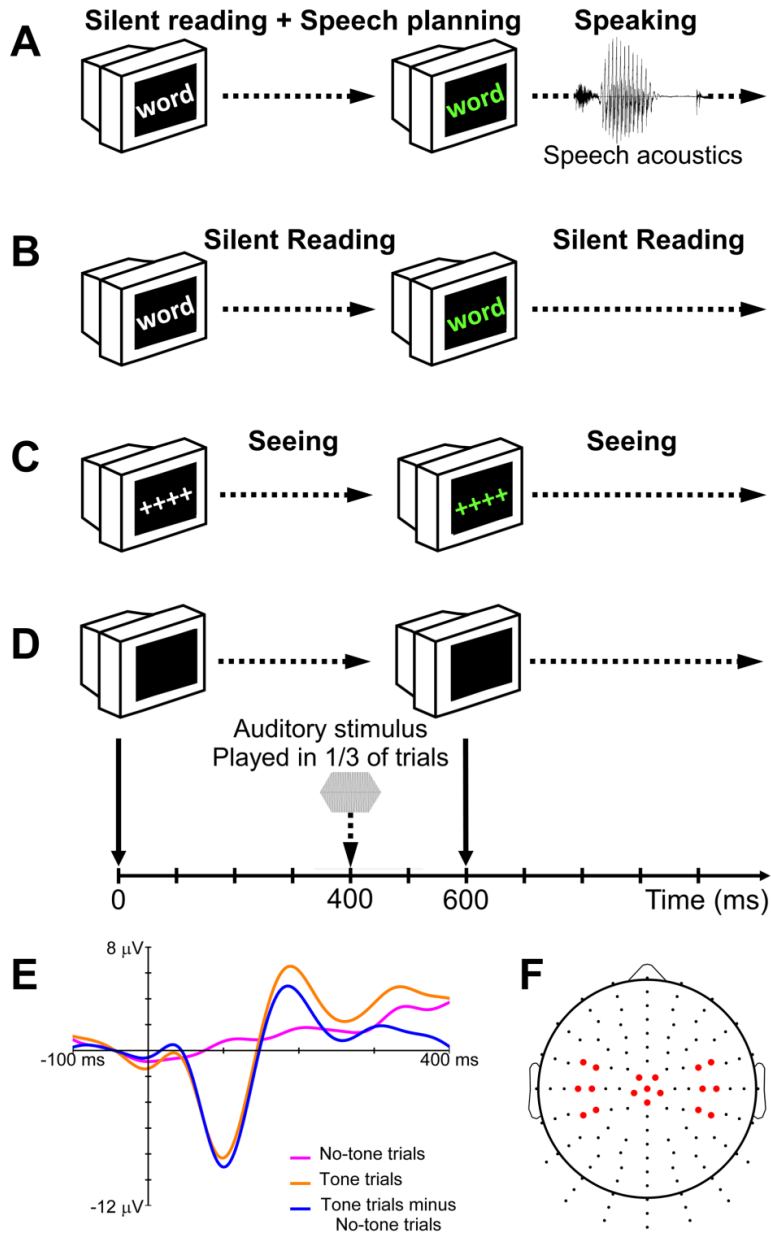 A
Silent reading + Speech planning
Speaking
word
word
Speech acoustics
B
Silent Reading
Silent Reading
word
word
C
Seeing
Seeing
++++
++++
D
Auditory stimulus
Played in 1/3 of trials
0
400
600
Time (ms)
E
8 µV
-100 ms
400 ms
-12 µV
No-tone trials
Tone trials
Tone trials minus
No-tone trials
F